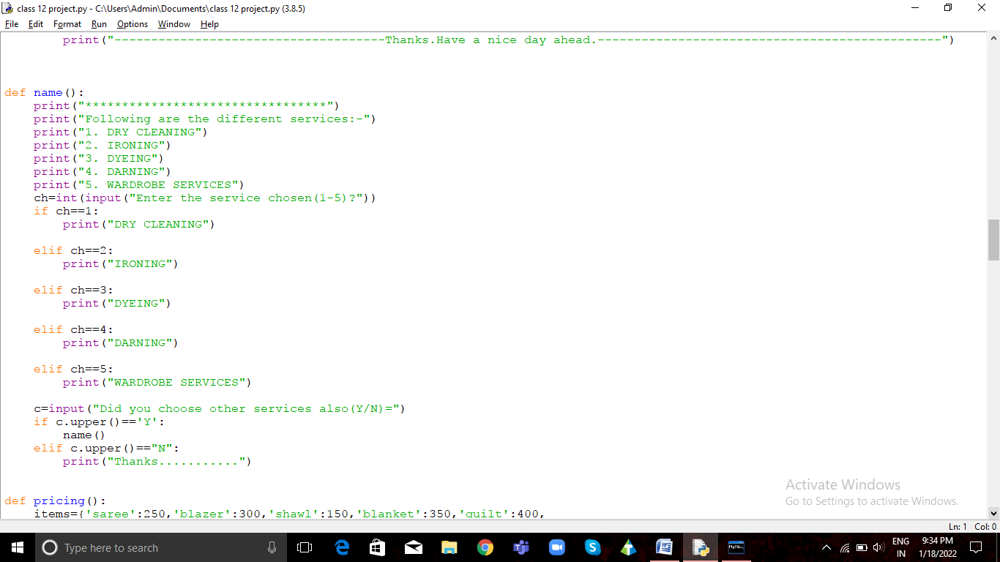 class 12 project.py - C:\Users\Admin\Documents\class 12 project.py (3.8.5)
File Edit Format Run Options Window Help
        print("-------------------------------------Thanks.Have a nice day ahead.-----------------------------------------------")
def name():
    print("*********************************")
    print("Following are the different services:-")
    print("1. DRY CLEANING")
    print("2. IRONING")
    print("3. DYEING")
    print("4. DARNING")
    print("5. WARDROBE SERVICES")
    ch=int(input("Enter the service chosen(1-5)?"))
    if ch==1:
        print("DRY CLEANING")
    elif ch==2:
        print("IRONING")
    elif ch==3:
        print("DYEING")
    elif ch==4:
        print("DARNING")
    elif ch==5:
        print("WARDROBE SERVICES")
    c=input("Did you choose other services also(Y/N)=")
    if c.upper()=='Y':
        name()
    elif c.upper()=="N":
        print("Thanks...........")
def pricing():
    items={'saree':250,'blazer':300,'shawl':150,'blanket':350,'quilt':400,
Activate Windows
Go to Settings to activate Windows.
Ln: 1 Col: 0
Type here to search
MySQL
ENG
IN
9:34 PM
1/18/2022